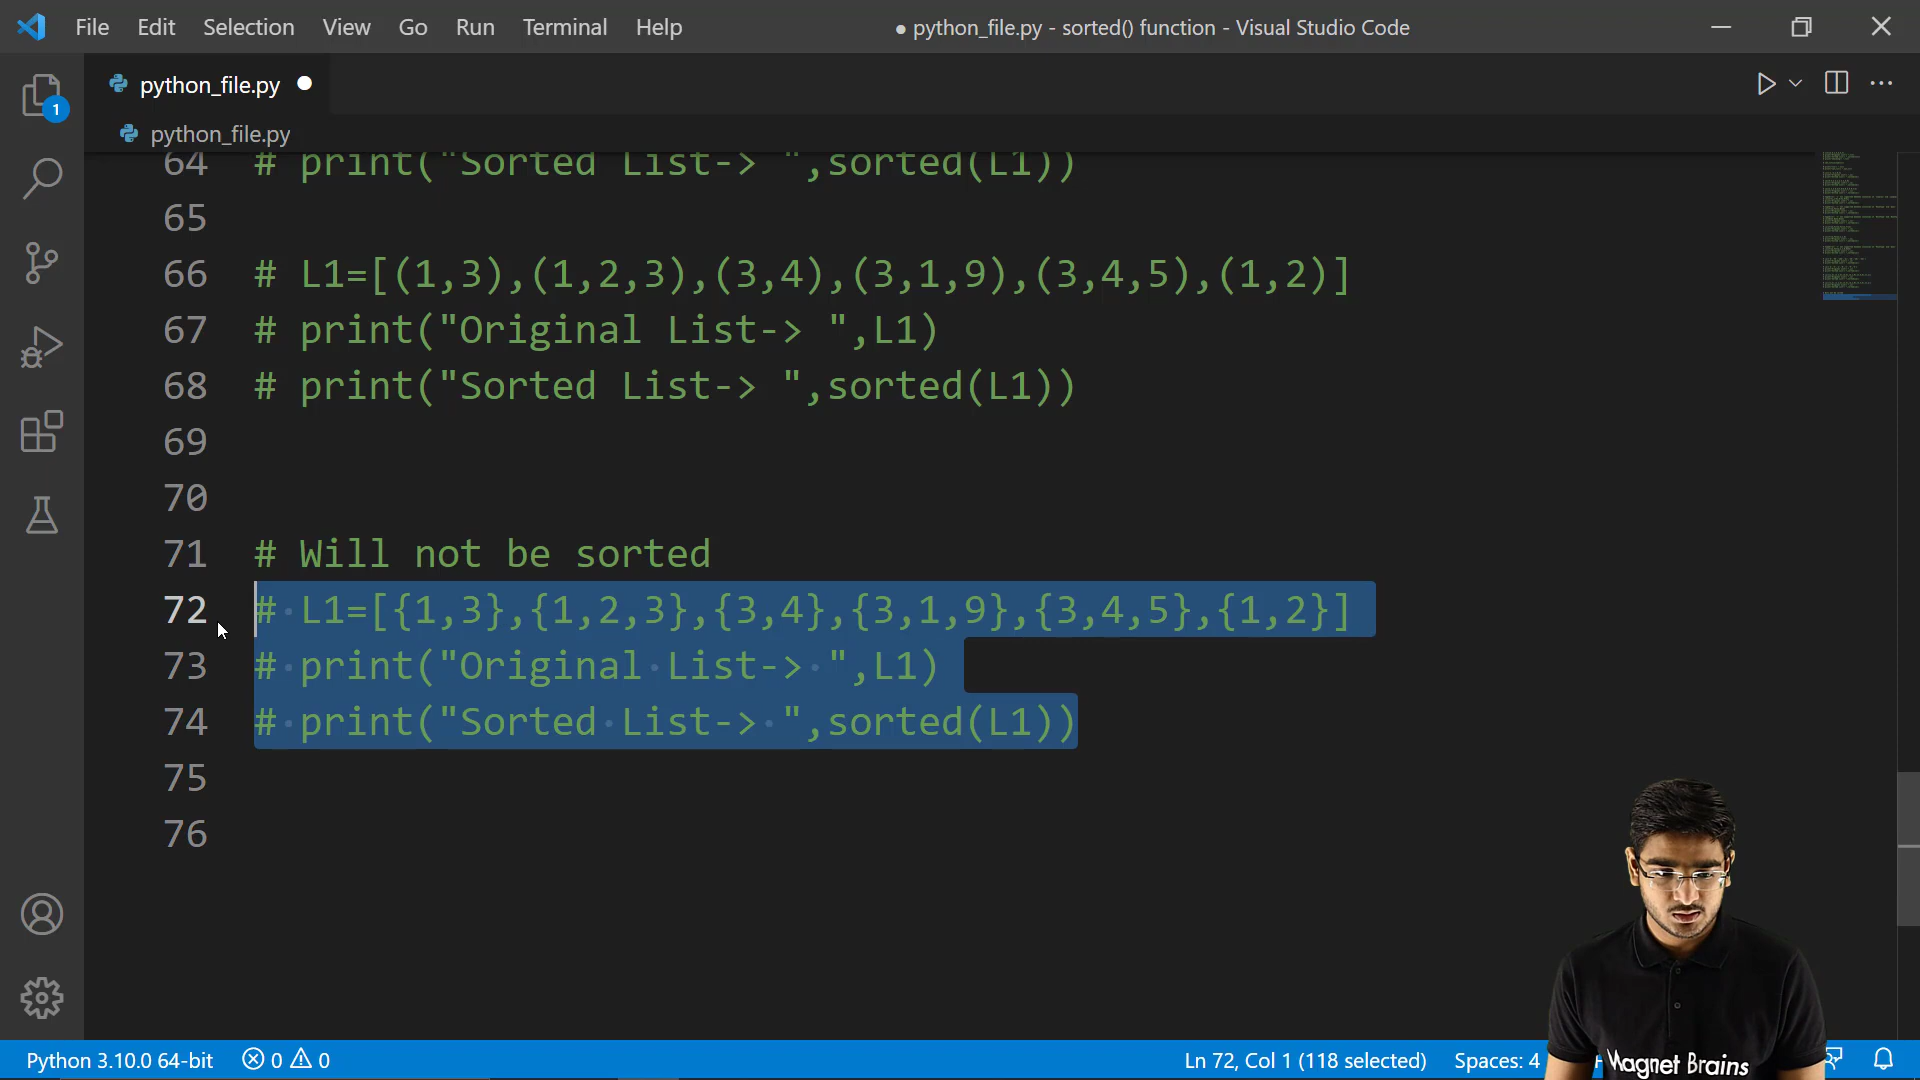 File Edit Selection View Go Run Terminal Help
● python_file.py - sorted() function - Visual Studio Code
python_file.py
1
python_file.py
64 # print("Sorted List-> ",sorted(L1))
65
66 # L1=[(1,3),(1,2,3),(3,4),(3,1,9),(3,4,5),(1,2)]
67 # print("Original List-> ",L1)
68 # print("Sorted List-> ",sorted(L1))
69
70
71 # Will not be sorted
72 # L1=[{1,3},{1,2,3},{3,4},{3,1,9},{3,4,5},{1,2}]
73 # print("Original List-> ",L1)
74 # print("Sorted List-> ",sorted(L1))
75
76
Magnet Brains
Python 3.10.0 64-bit 0 0 Ln 72, Col 1 (118 selected) Spaces: 4